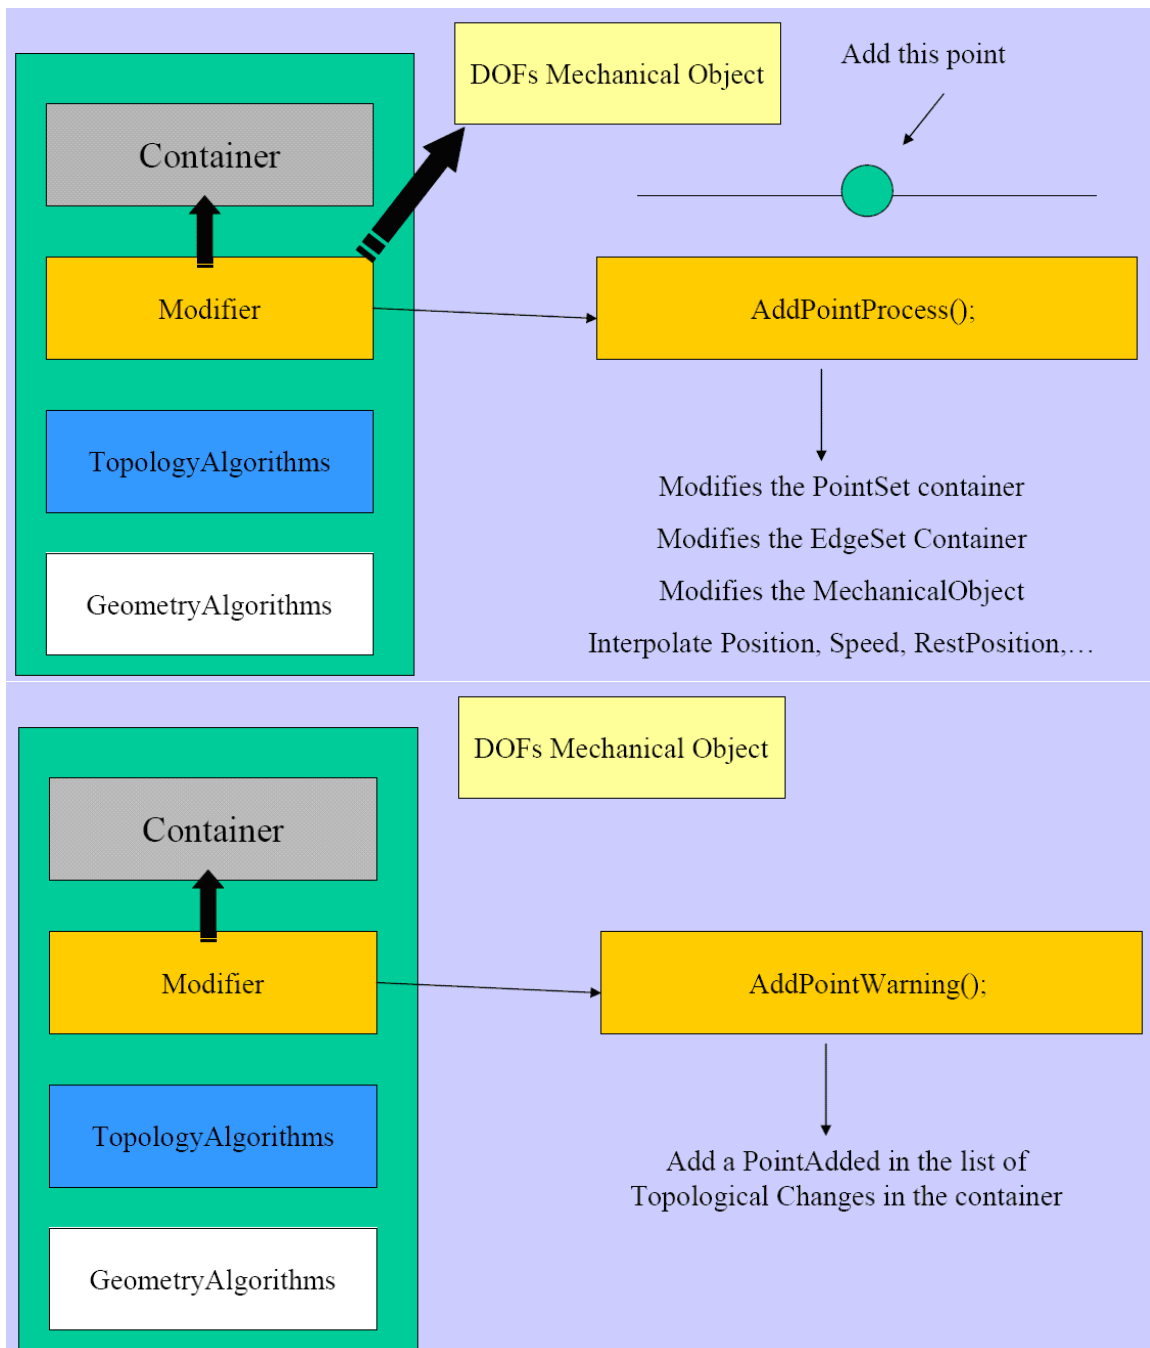 DOFs Mechanical Object
Add this point
Container
Modifier
AddPointProcess();
TopologyAlgorithms
Modifies the PointSet container
Modifies the EdgeSet Container
Modifies the MechanicalObject
GeometryAlgorithms
Interpolate Position, Speed, RestPosition,…
DOFs Mechanical Object
Container
Modifier
AddPointWarning();
TopologyAlgorithms
Add a PointAdded in the list of
Topological Changes in the container
GeometryAlgorithms